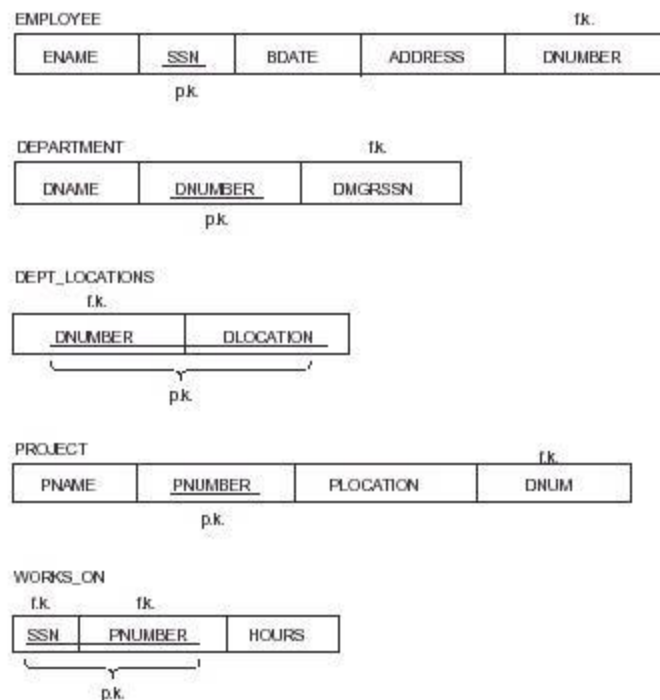 EMPLOYEE f.k.
ENAME SSN BDATE ADDRESS DNUMBER
p.k.
DEPARTMENT f.k.
DNAME DNUMBER DMGRSSN
p.k.
DEPT_LOCATIONS
f.k.
DNUMBER DLOCATION
p.k.
PROJECT f.k.
PNAME PNUMBER PLOCATION DNUM
p.k.
WORKS_ON
f.k. f.k.
SSN PNUMBER HOURS
p.k.